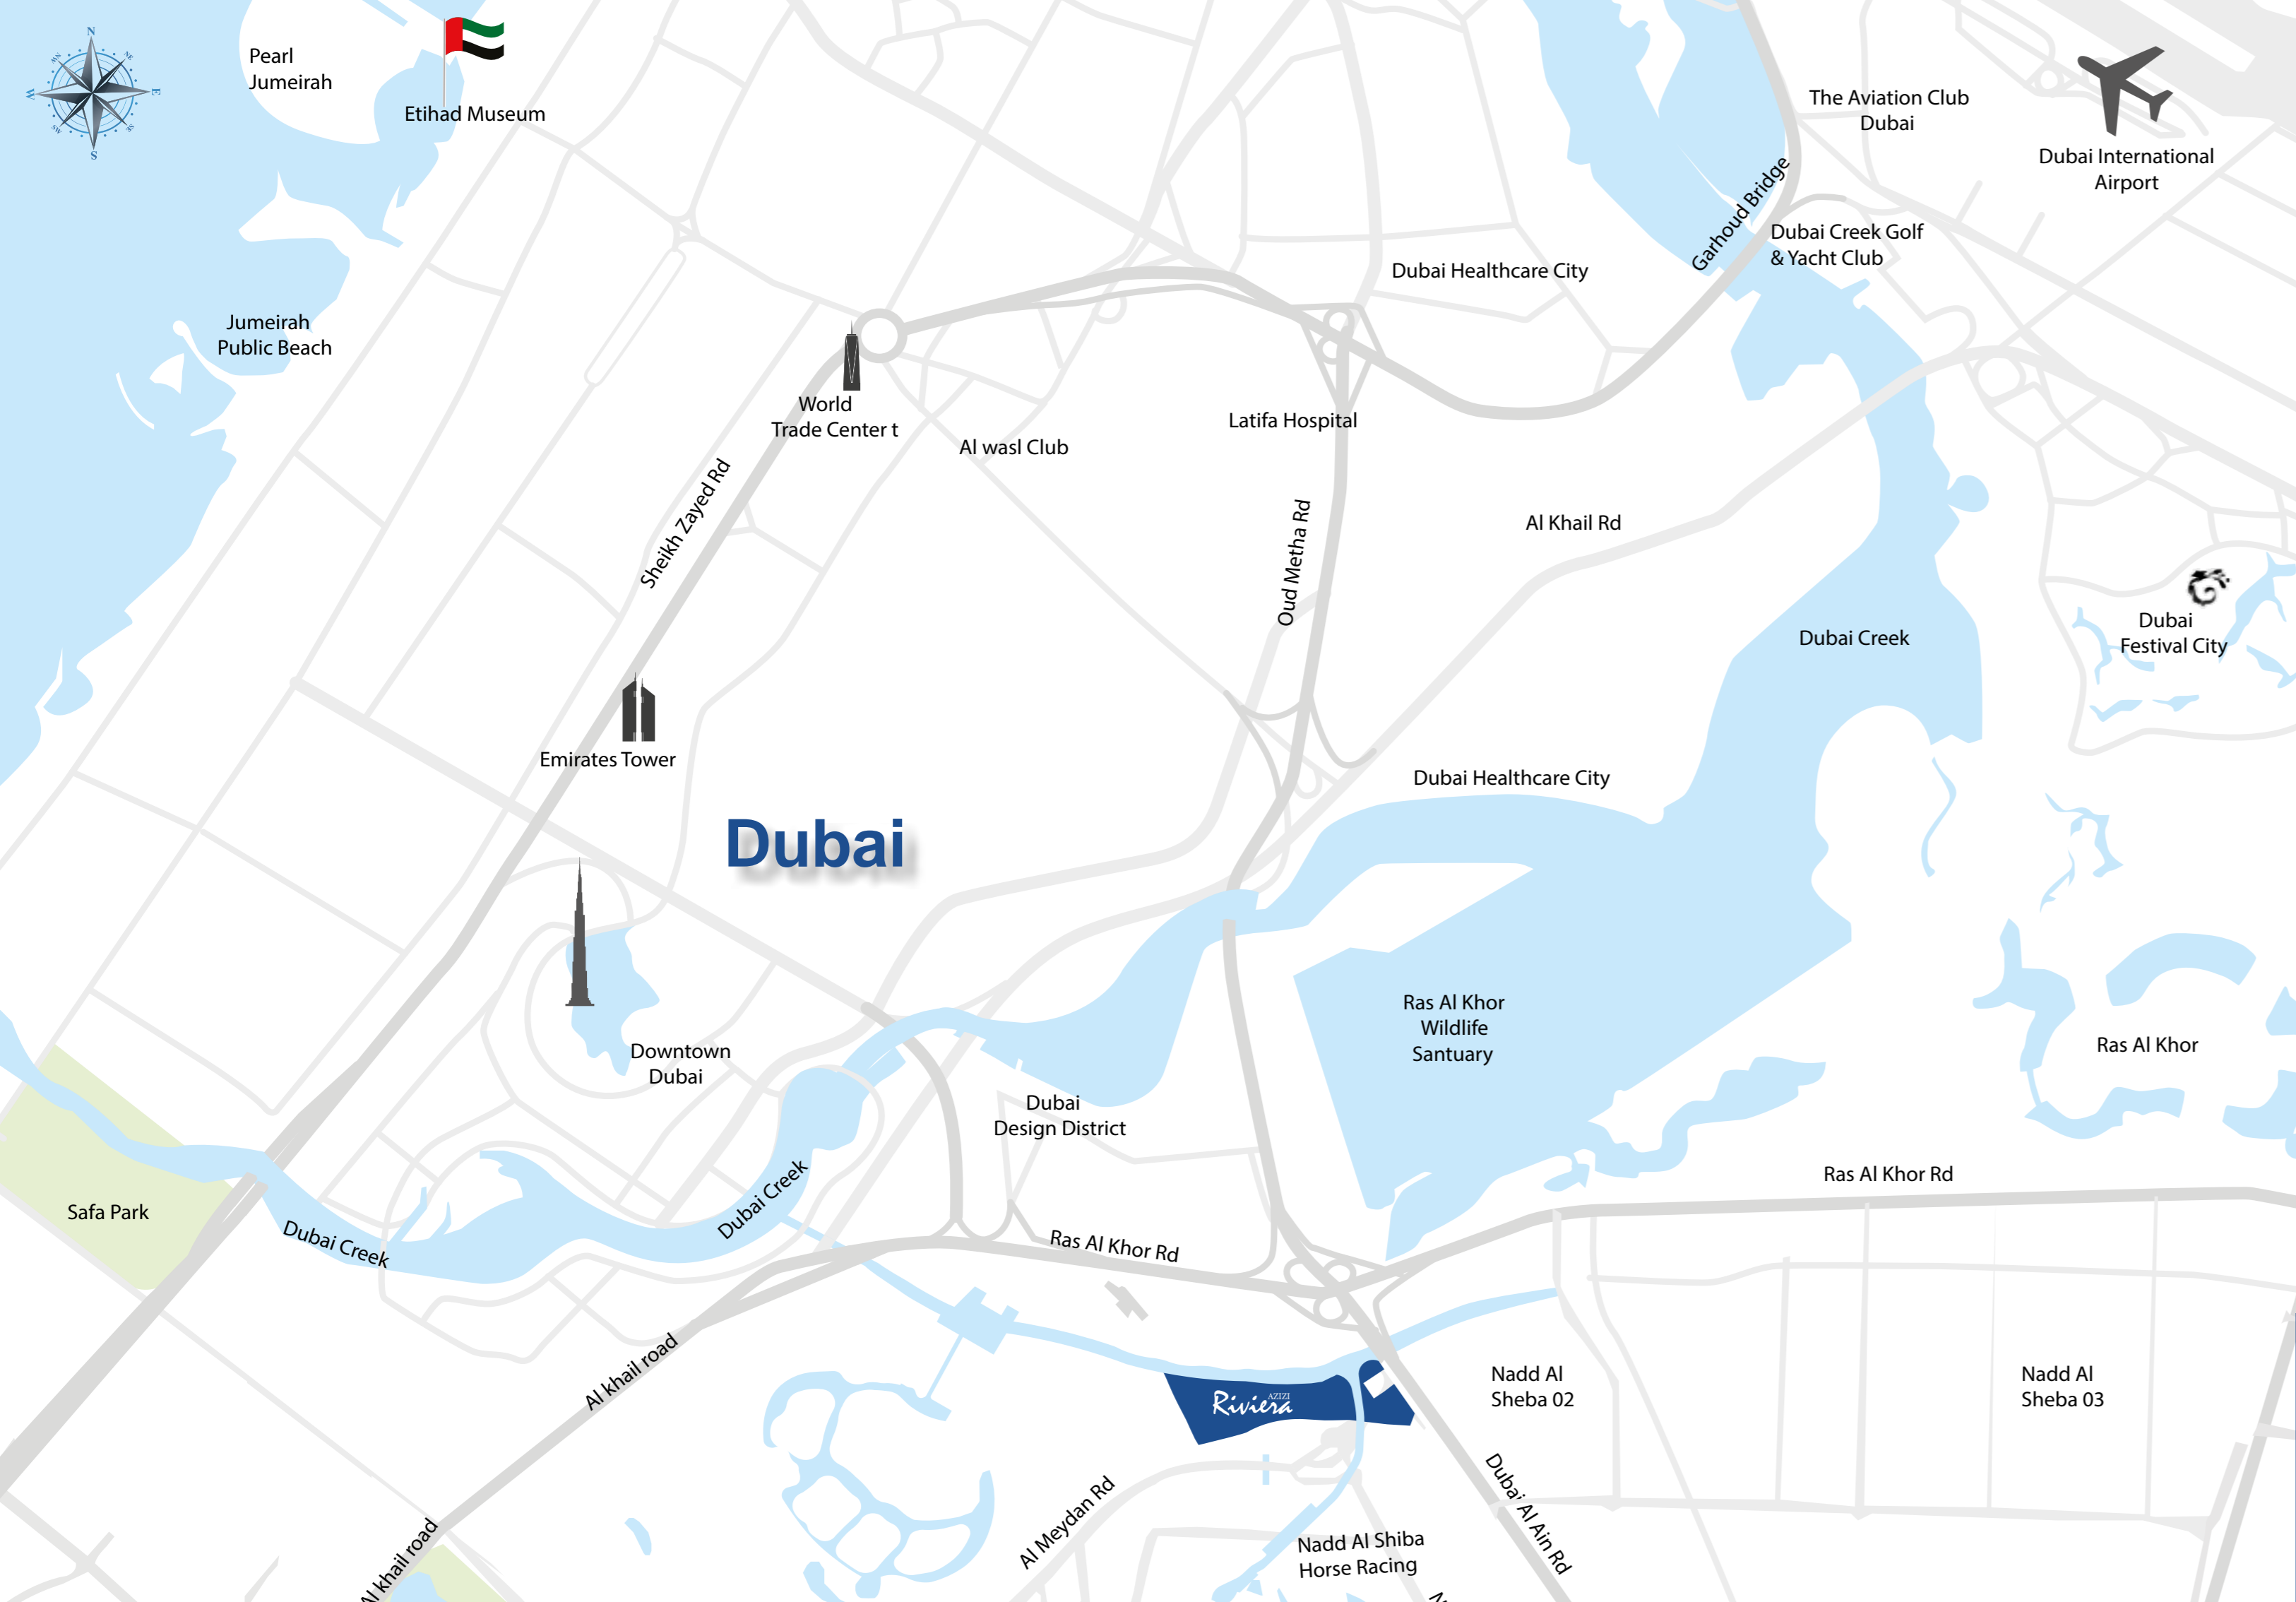 N
NE
E
SE
S
SW
W
NW
Pearl
Jumeirah
Etihad Museum
The Aviation Club
Dubai
Dubai International
Airport
Garhoud Bridge
Dubai Creek Golf
& Yacht Club
Dubai Healthcare City
Jumeirah
Public Beach
World
Trade Center t
Al wasl Club
Latifa Hospital
Sheikh Zayed Rd
Oud Metha Rd
Al Khail Rd
Dubai Creek
Dubai
Festival City
Emirates Tower
Dubai Healthcare City
Dubai
Ras Al Khor
Wildlife
Santuary
Ras Al Khor
Downtown
Dubai
Dubai
Design District
Ras Al Khor Rd
Safa Park
Dubai Creek
Dubai Creek
Ras Al Khor Rd
Al khail road
AZIZI
Riviera
Nadd Al
Sheba 02
Nadd Al
Sheba 03
Al khail road
Al Meydan Rd
Dubai Al Ain Rd
Nadd Al Shiba
Horse Racing